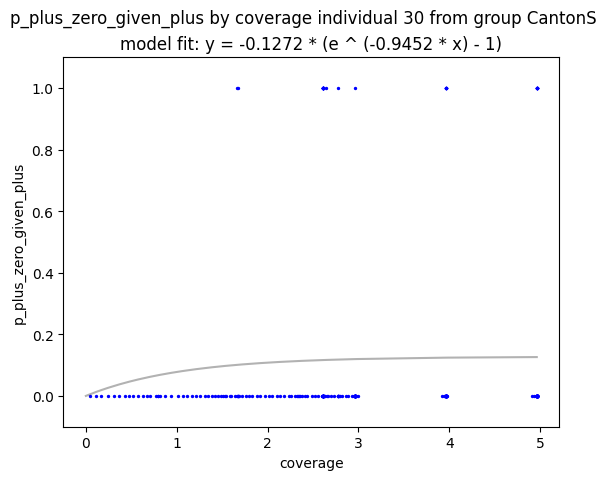 p_plus_zero_given_plus by coverage individual 30 from group CantonS
model fit: y = -0.1272 * (e ^ (-0.9452 * x) - 1)
1.0
0.8
0.6
0.4
0.2
0.0
p_plus_zero_given_plus
0 1 2 3 4 5
coverage